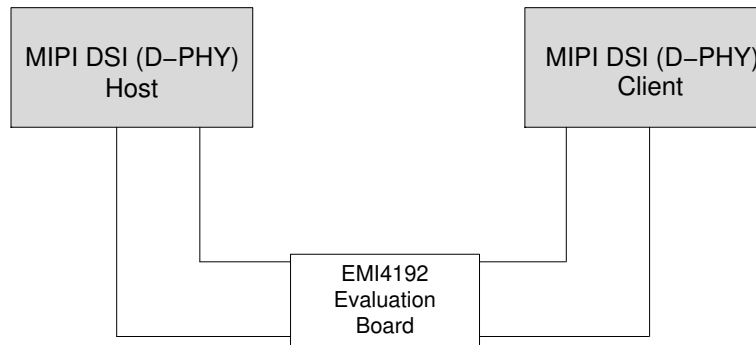 MIPI DSI (D−PHY)
Host
MIPI DSI (D−PHY)
Client
EMI4192
Evaluation
Board